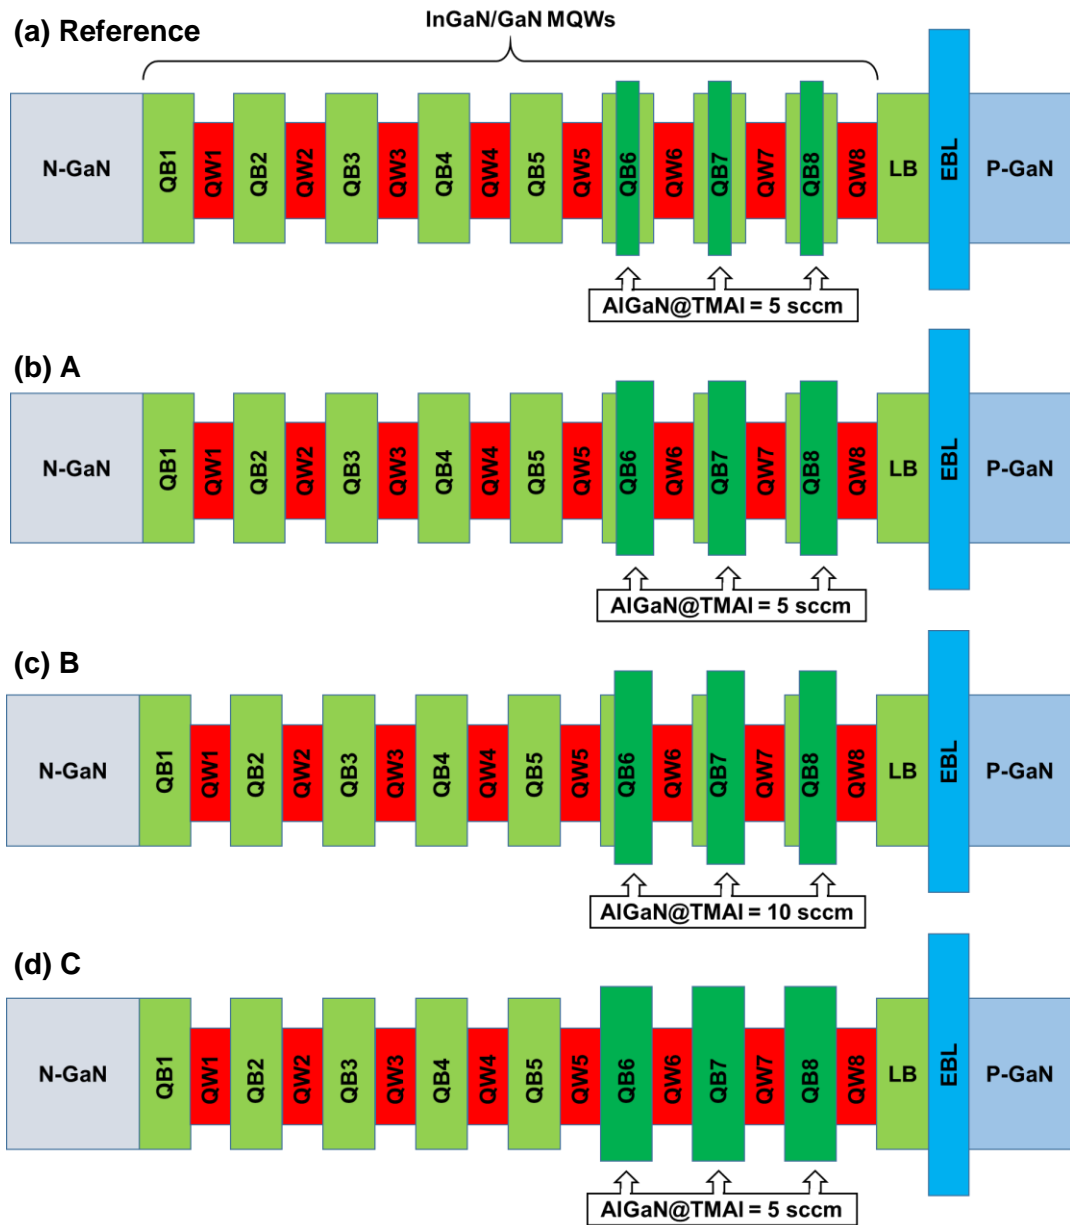 (a) Reference
InGaN/GaN MQWs
N-GaN QB1 QW1 QB2 QW2 QB3 QW3 QB4 QW4 QB5 QW5 QB6 QW6 QB7 QW7 QB8 QW8 LB EBL P-GaN
AlGaN@TMAl = 5 sccm
(b) A
N-GaN QB1 QW1 QB2 QW2 QB3 QW3 QB4 QW4 QB5 QW5 QB6 QW6 QB7 QW7 QB8 QW8 LB EBL P-GaN
AlGaN@TMAl = 5 sccm
(c) B
N-GaN QB1 QW1 QB2 QW2 QB3 QW3 QB4 QW4 QB5 QW5 QB6 QW6 QB7 QW7 QB8 QW8 LB EBL P-GaN
AlGaN@TMAl = 10 sccm
(d) C
N-GaN QB1 QW1 QB2 QW2 QB3 QW3 QB4 QW4 QB5 QW5 QB6 QW6 QB7 QW7 QB8 QW8 LB EBL P-GaN
AlGaN@TMAl = 5 sccm